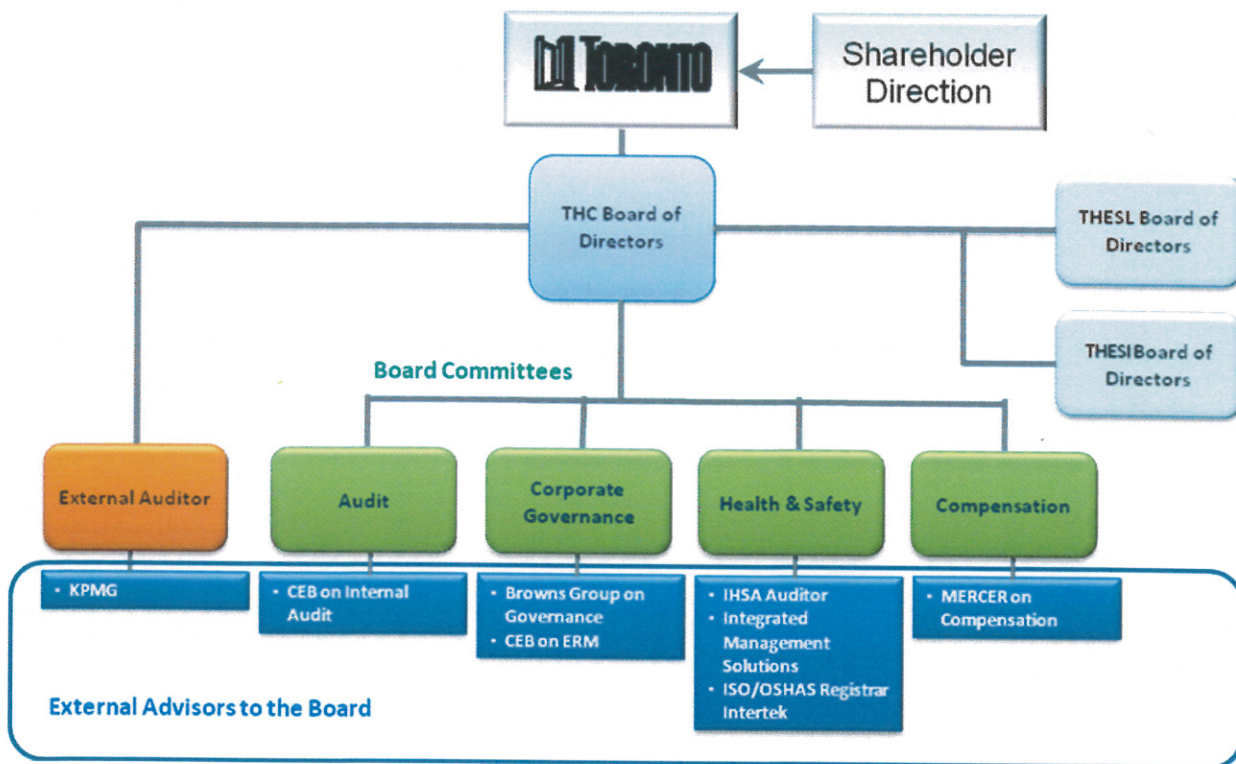 TORONTO
Shareholder
Direction
THC Board of
Directors
THESL Board of
Directors
THESI Board of
Directors
Board Committees
External Auditor
Audit
Corporate
Governance
Health & Safety
Compensation
• KPMG
• CEB on Internal
Audit
• Browns Group on
Governance
• CEB on ERM
• IHSA Auditor
• Integrated
Management
Solutions
• ISO/OSHAS Registrar
Intertek
• MERCER on
Compensation
External Advisors to the Board